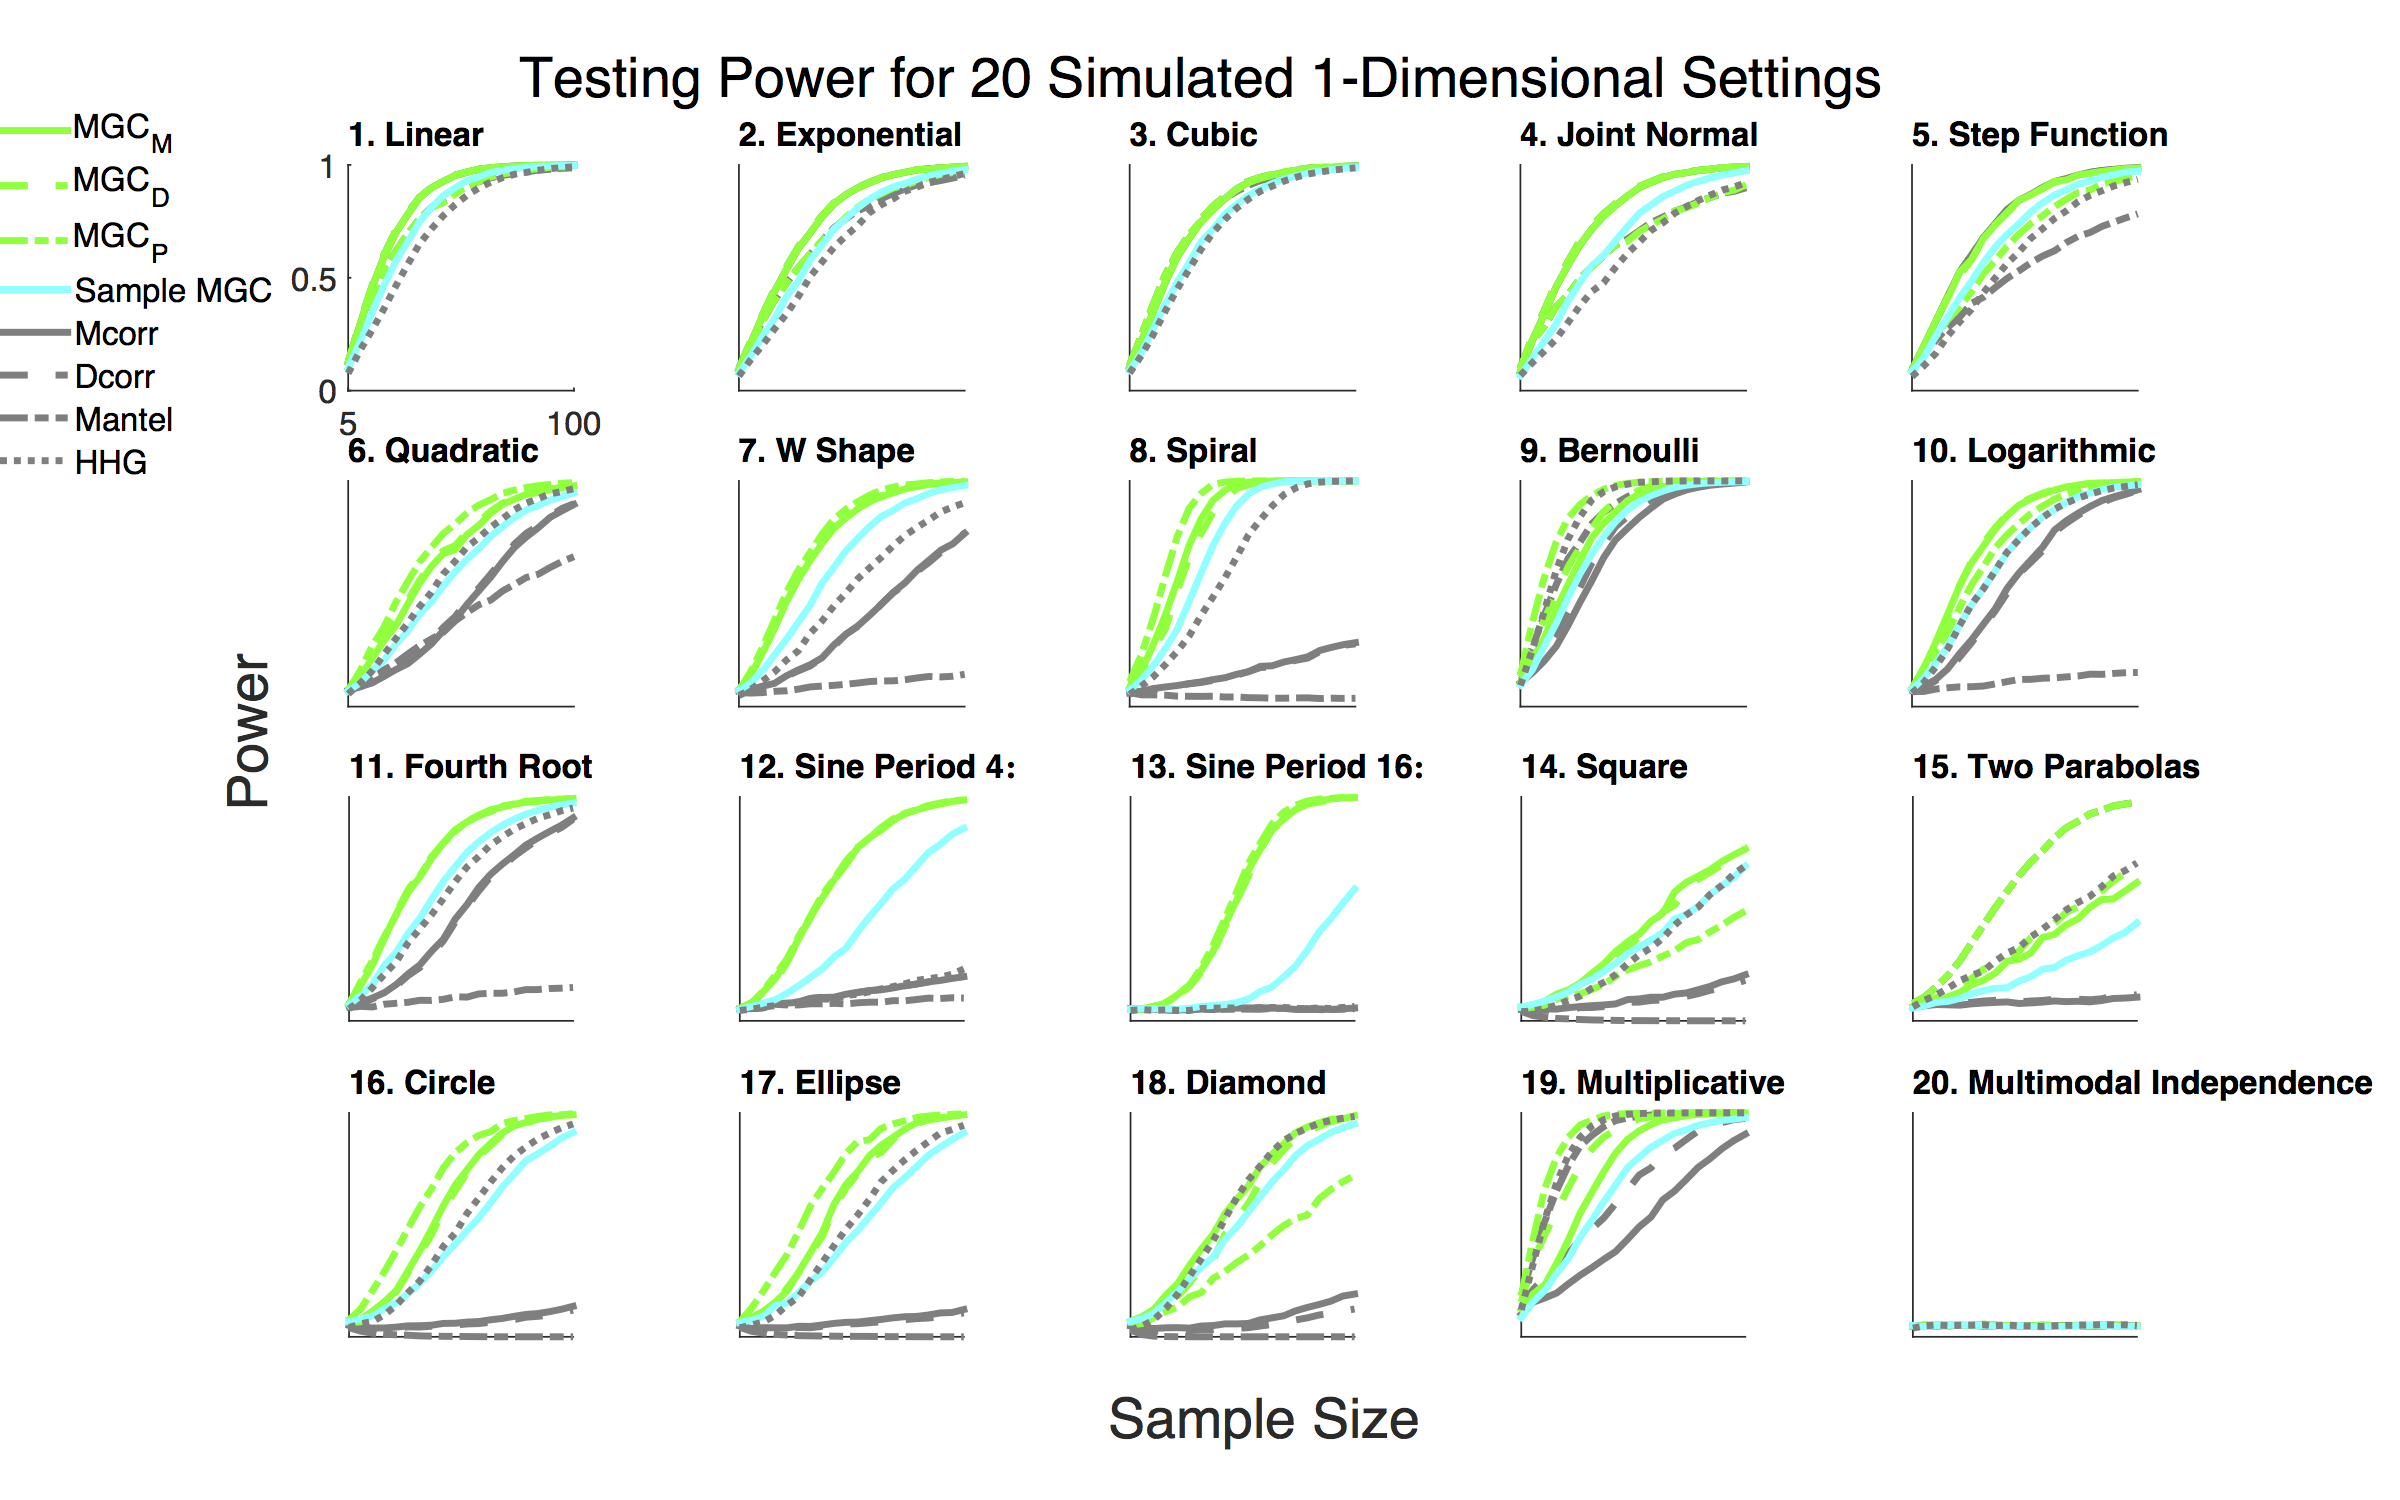 Testing Power for 20 Simulated 1-Dimensional Settings
MGC_M
MGC_D
MGC_P
Sample MGC
Mcorr
Dcorr
Mantel
HHG
1. Linear
2. Exponential
3. Cubic
4. Joint Normal
5. Step Function
1
0.5
0
5 100
6. Quadratic
7. W Shape
8. Spiral
9. Bernoulli
10. Logarithmic
11. Fourth Root
12. Sine Period 4:
13. Sine Period 16:
14. Square
15. Two Parabolas
16. Circle
17. Ellipse
18. Diamond
19. Multiplicative
20. Multimodal Independence
Power
Sample Size